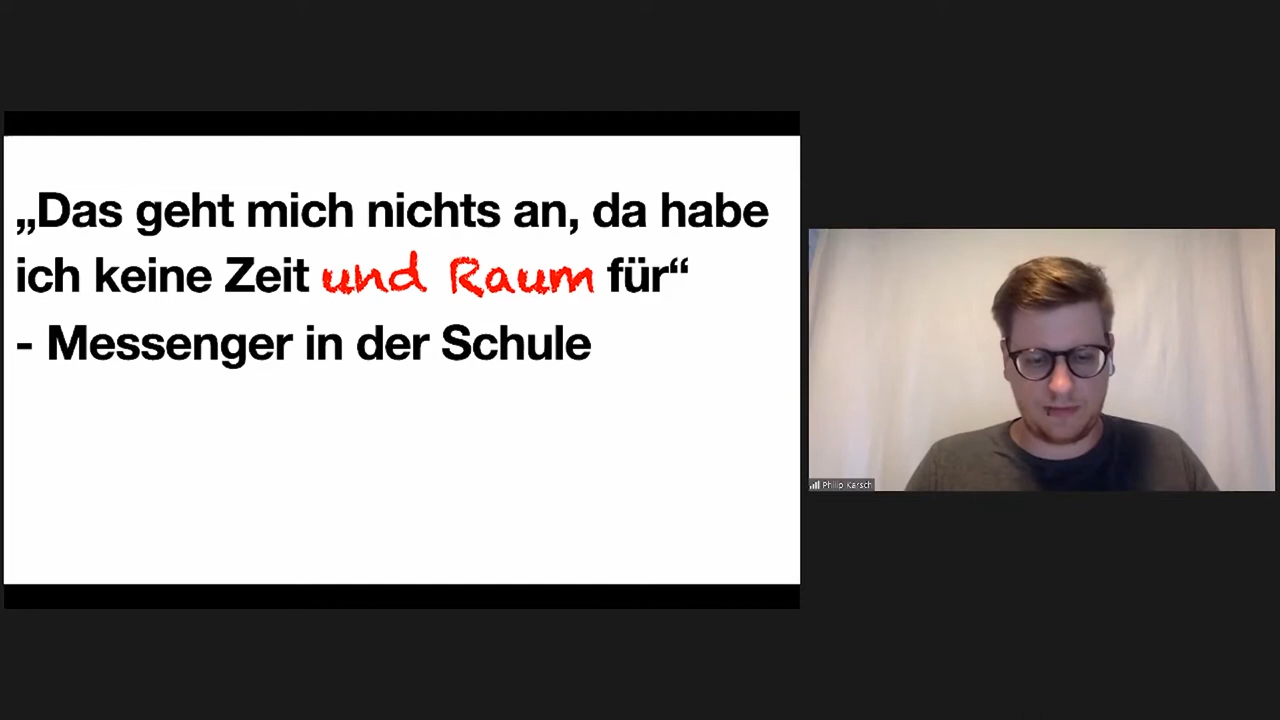 „Das geht mich nichts an, da habe
ich keine Zeit und Raum für“
- Messenger in der Schule
Philip Karsch